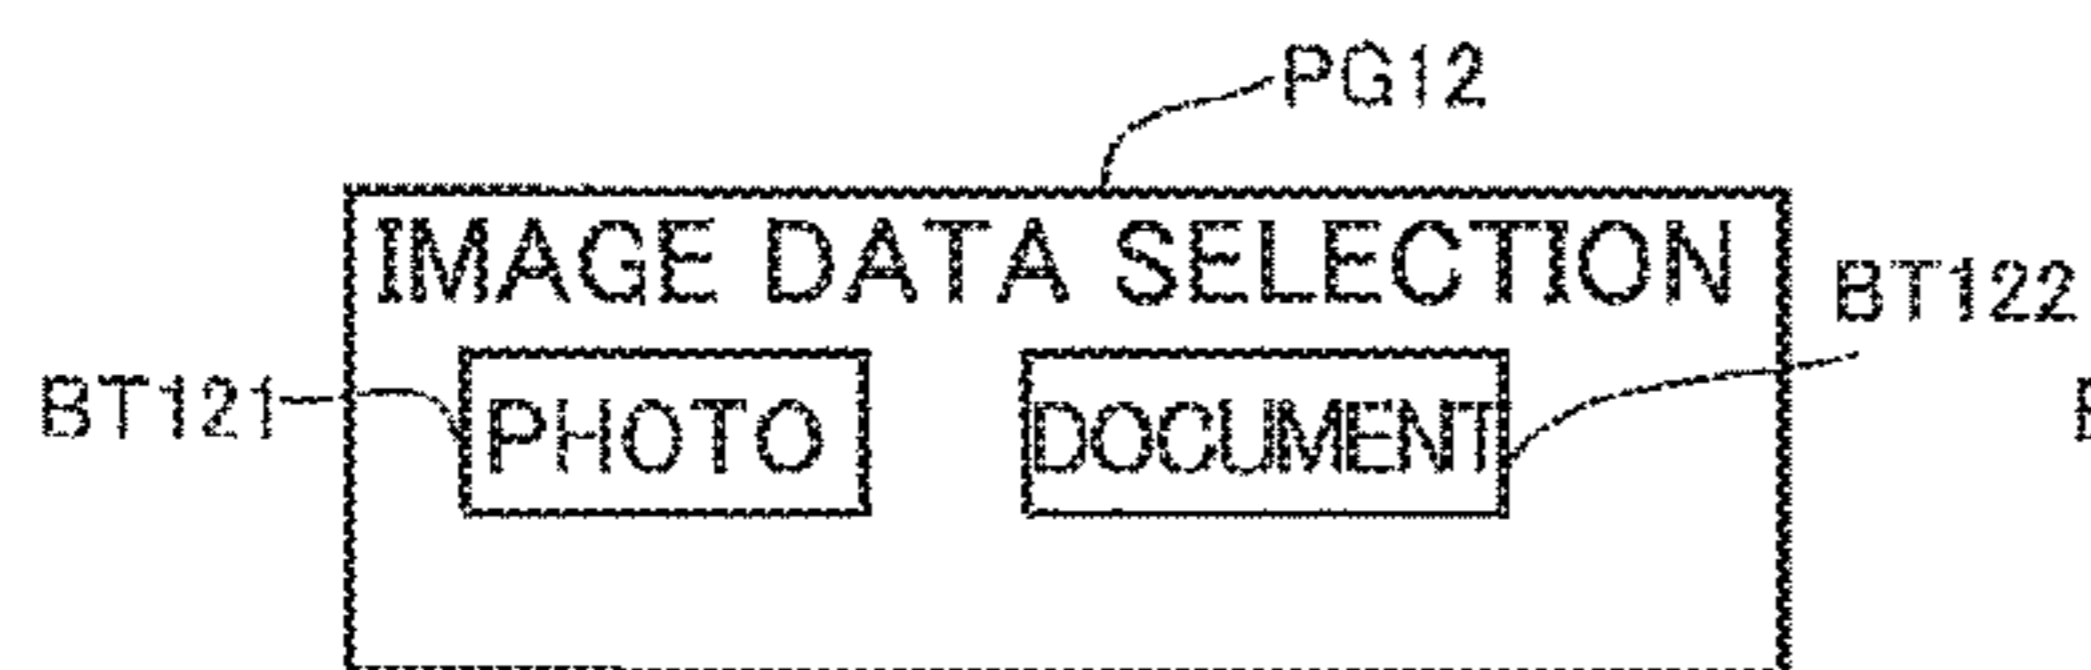 PG12
IMAGE DATA SELECTION
BT122
BT121
PHOTO DOCUMENT